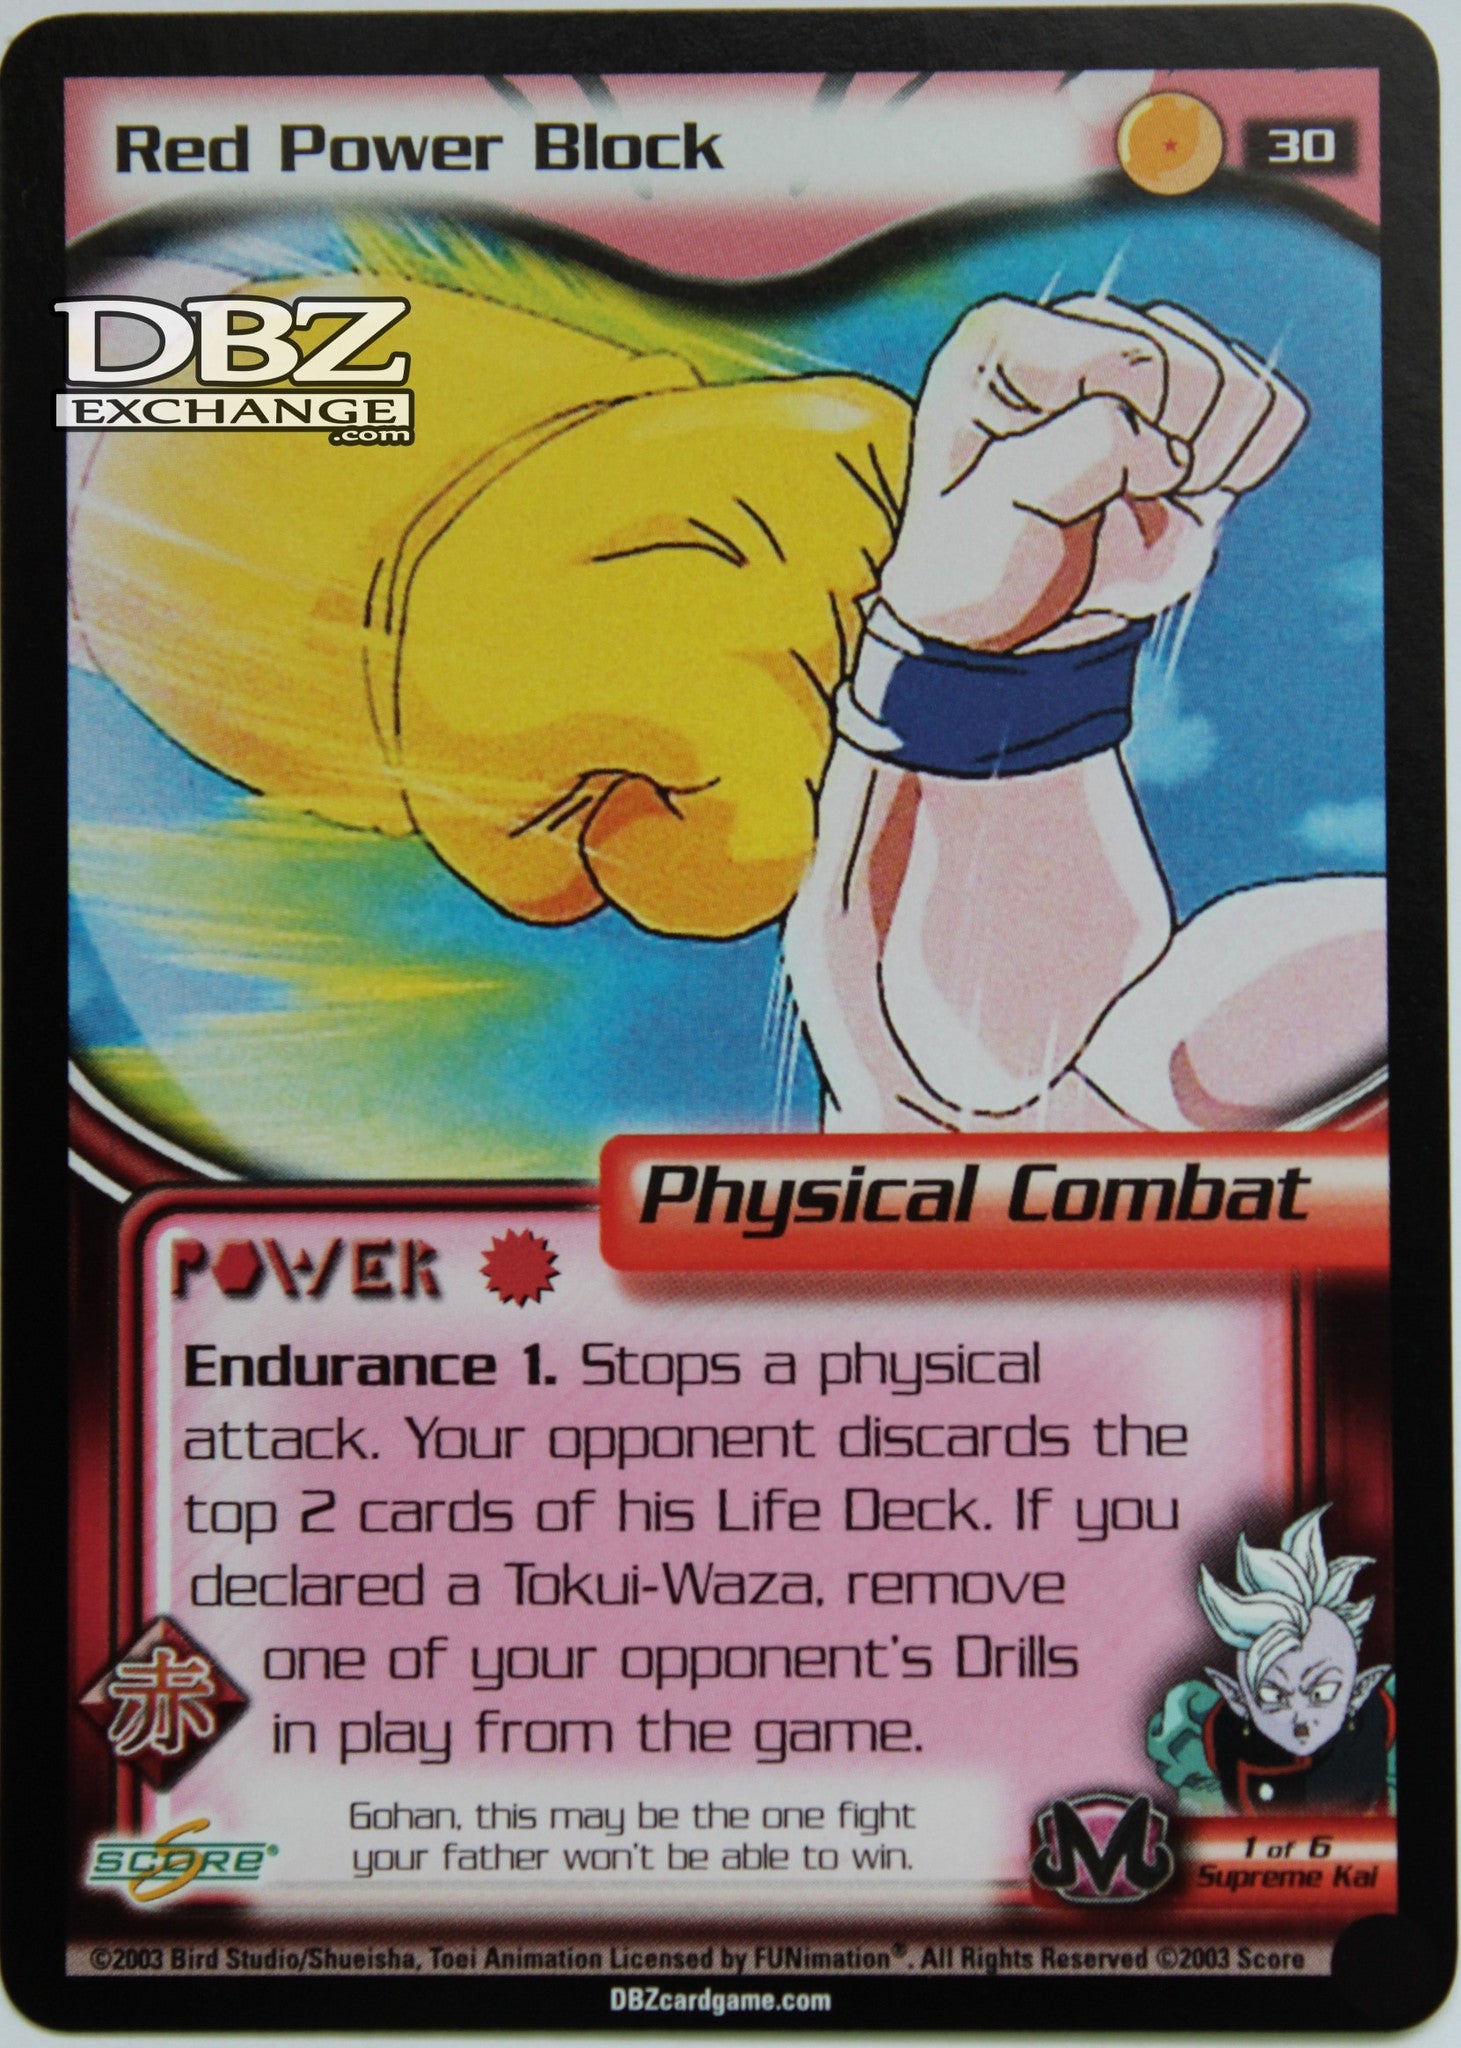 Red Power Block
30
DBZ
EXCHANGE
.com
Physical Combat
POWER
Endurance 1. Stops a physical
attack. Your opponent discards the
top 2 cards of his Life Deck. If you
declared a Tokui-Waza, remove
one of your opponent's Drills
in play from the game.
赤
Gohan, this may be the one fight
your father won't be able to win.
SCORE®
M
1 of 6
Supreme Kai
©2003 Bird Studio/Shueisha, Toei Animation Licensed by FUNimation®. All Rights Reserved ©2003 Score
DBZcardgame.com